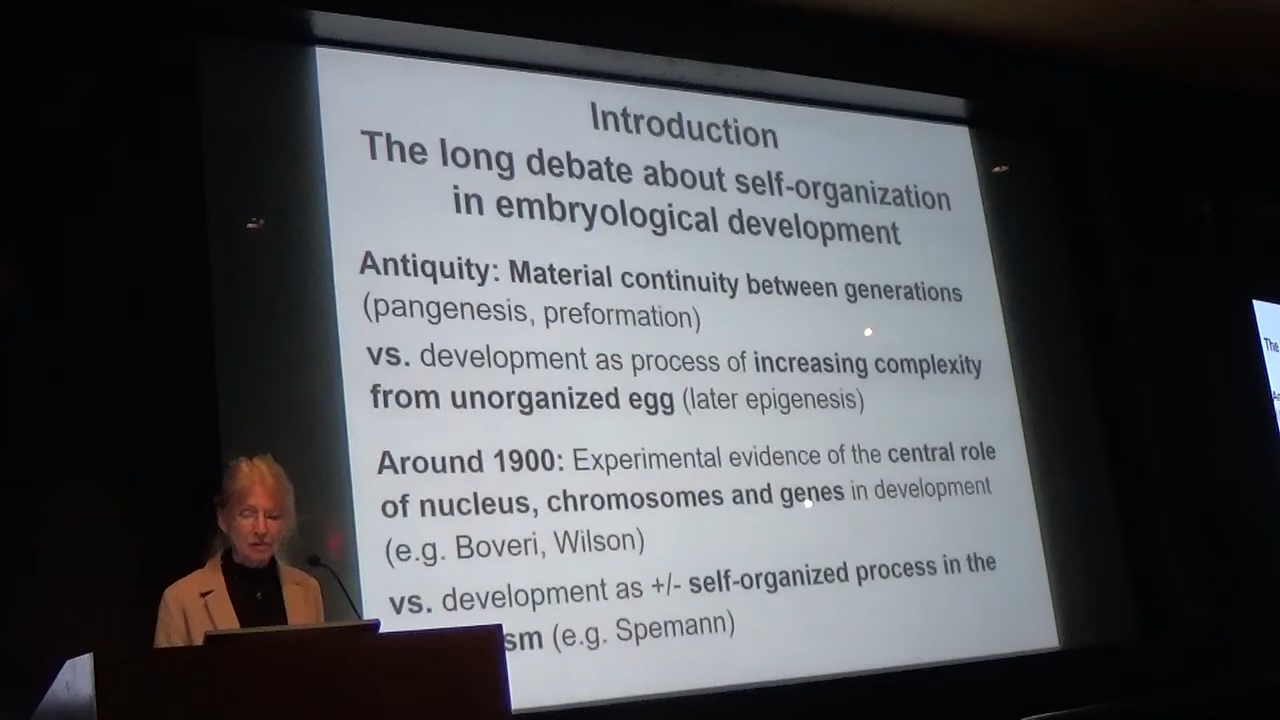 Introduction
The long debate about self-organization
in embryological development
Antiquity: Material continuity between generations
(pangenesis, preformation)
vs. development as process of increasing complexity
from unorganized egg (later epigenesis)
Around 1900: Experimental evidence of the central role
of nucleus, chromosomes and genes in development
(e.g. Boveri, Wilson)
vs. development as +/- self-organized process in the
sm (e.g. Spemann)
The